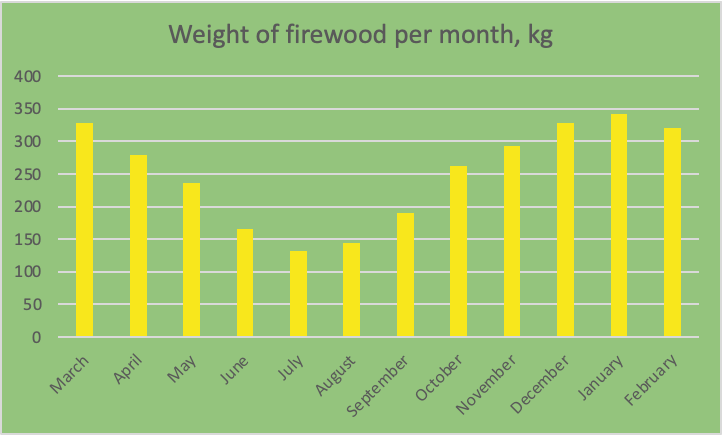 Weight of firewood per month, kg
400
350
300
250
200
150
100
50
0
March
April
May
June
July
August
September
October
November
December
January
February